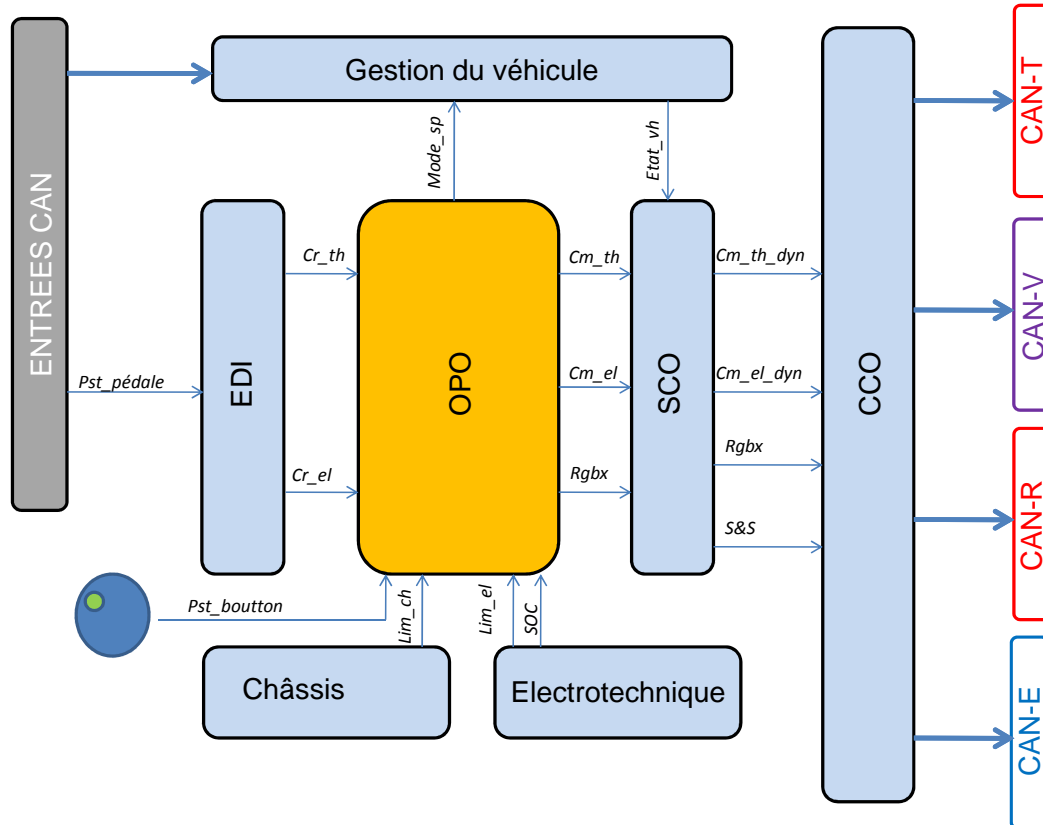 ENTREES CAN
Gestion du véhicule
CAN-T
Mode_sp
Etat_vh
EDI
Cr_th
OPO
Cm_th
SCO
Cm_th_dyn
CCO
CAN-V
Pst_pédale
Cm_el
Cm_el_dyn
Cr_el
Rgbx
Rgbx
CAN-R
S&S
Pst_boutton
Lim_ch
Lim_el
SOC
Châssis
Electrotechnique
CAN-E